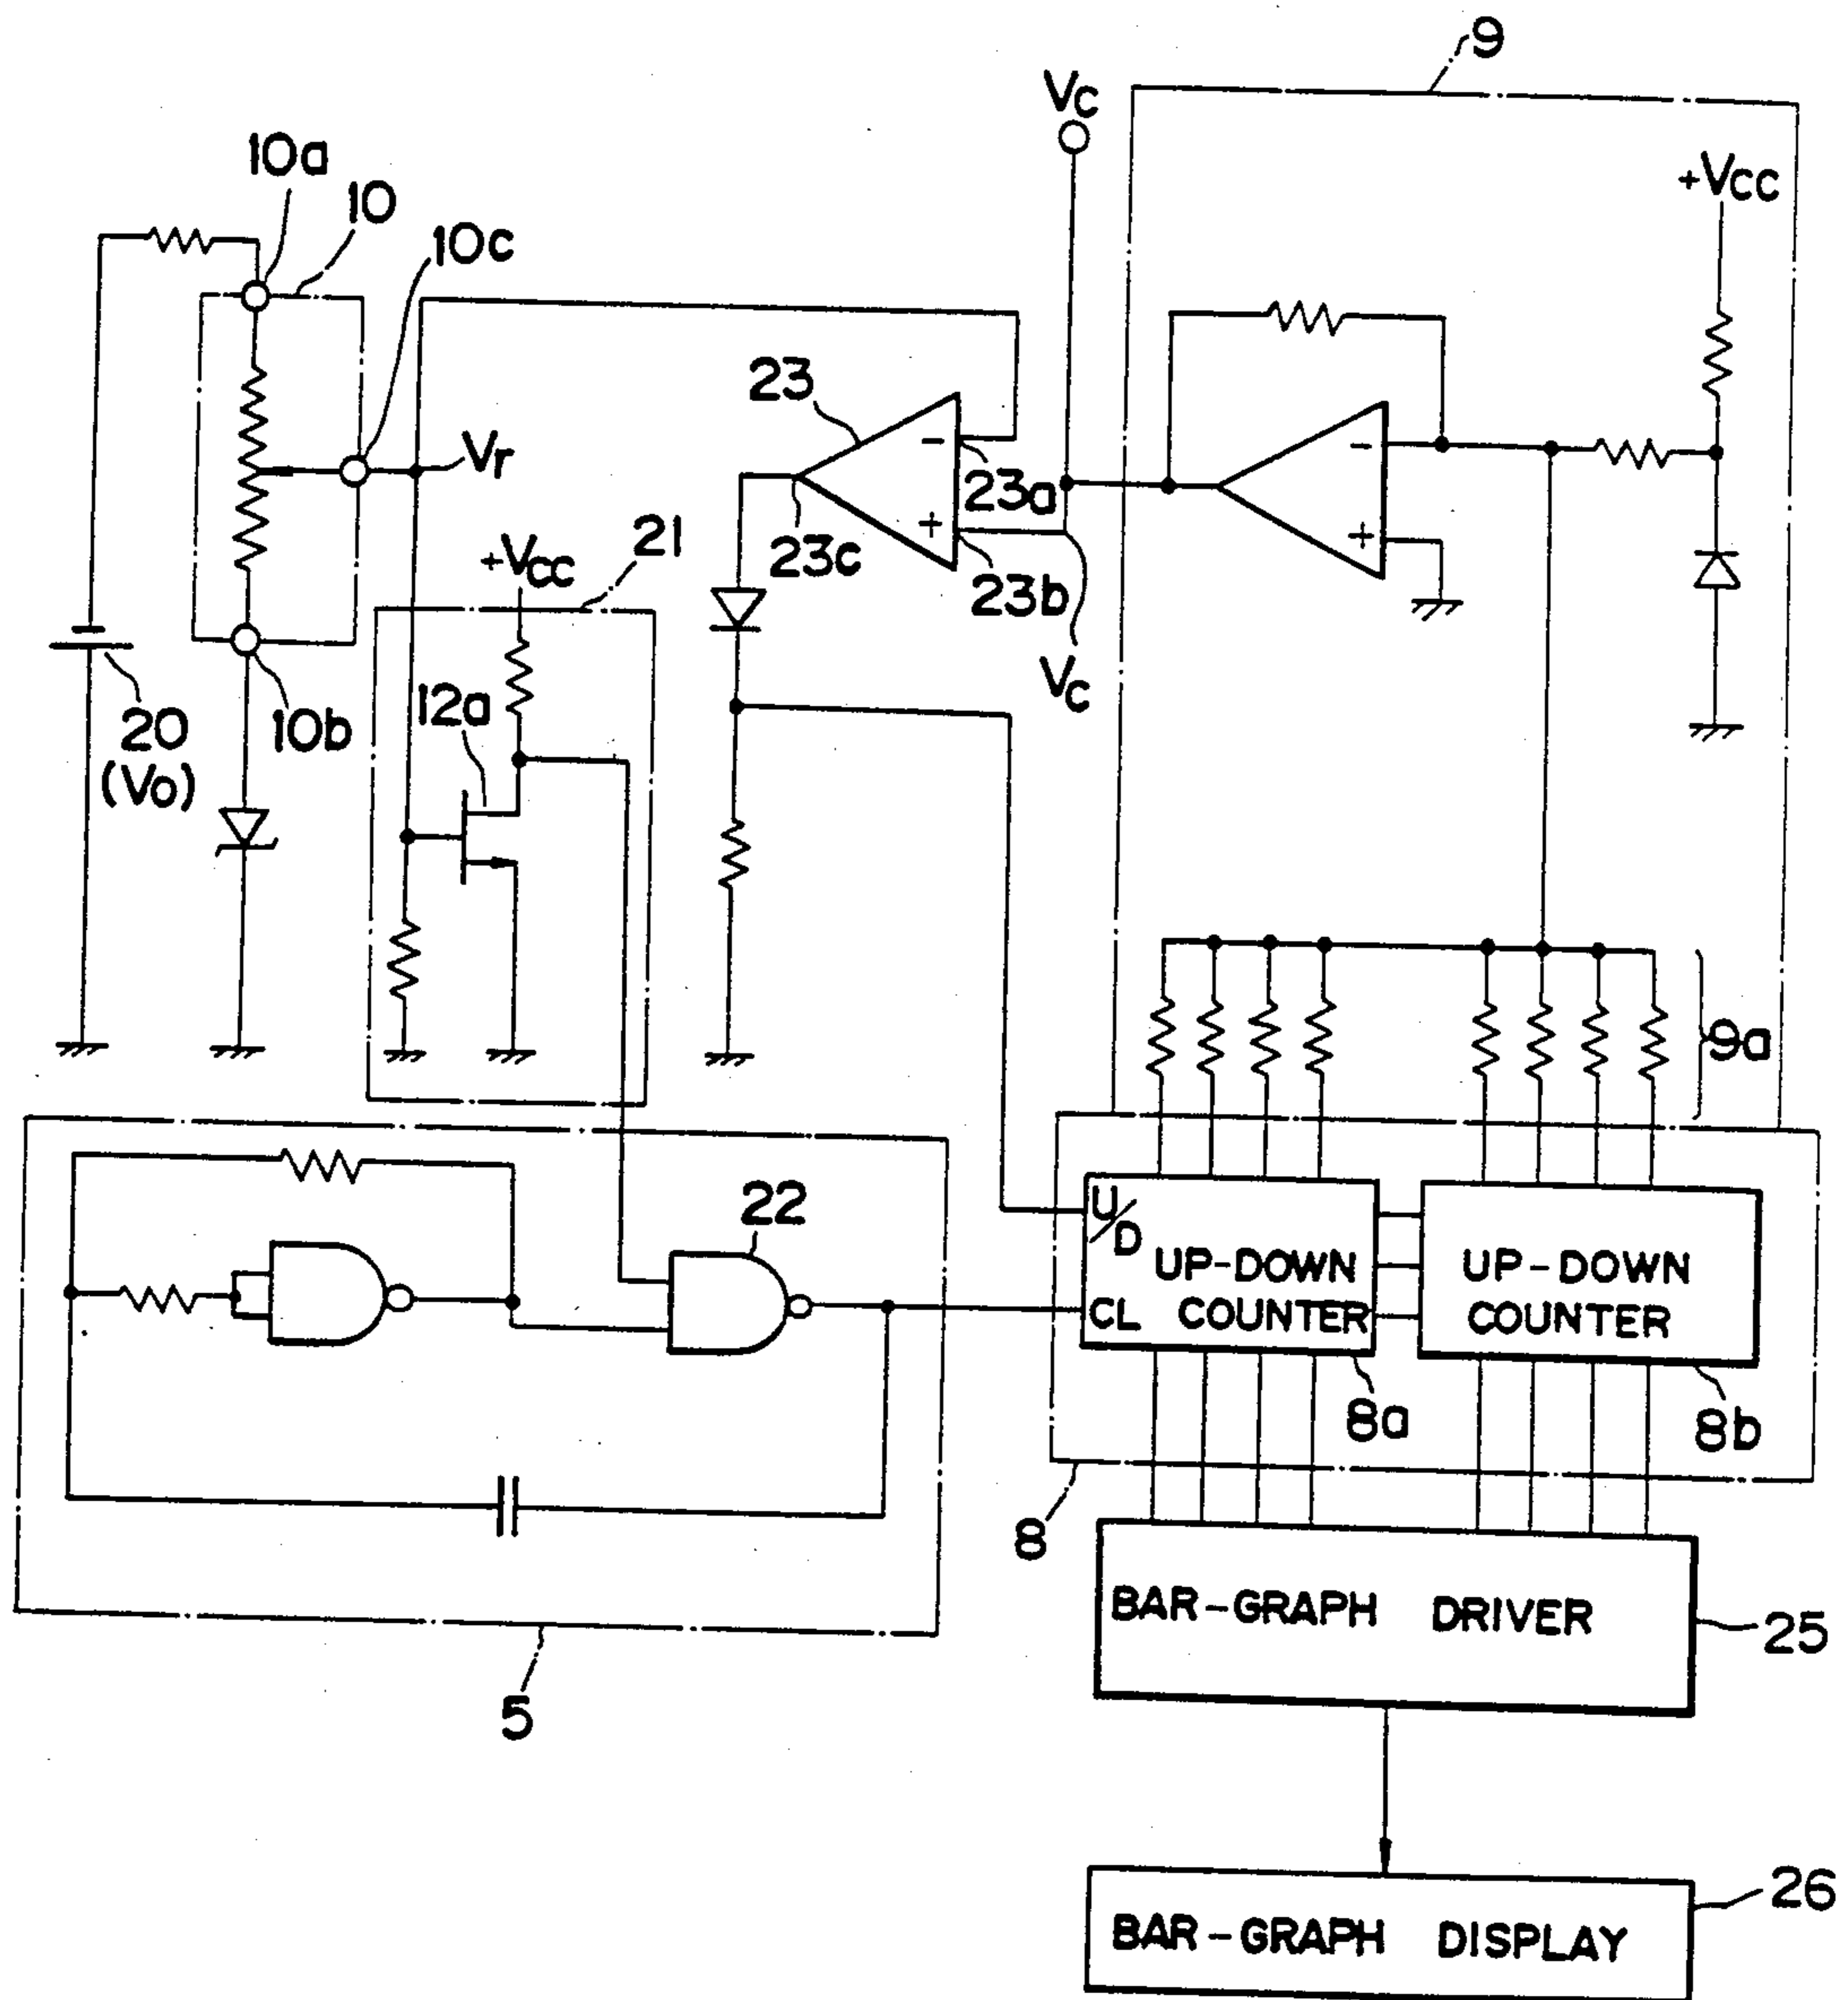 9
Vc
+Vcc
10a
10
10c
23
-
-
Vr
23a
+
+
21
23c
+Vcc
23b
12a
Vc
20
(Vo)
10b
9a
22
U/D
UP-DOWN
COUNTER
CL
UP-DOWN
COUNTER
8a
8b
8
BAR-GRAPH DRIVER
25
5
26
BAR-GRAPH DISPLAY